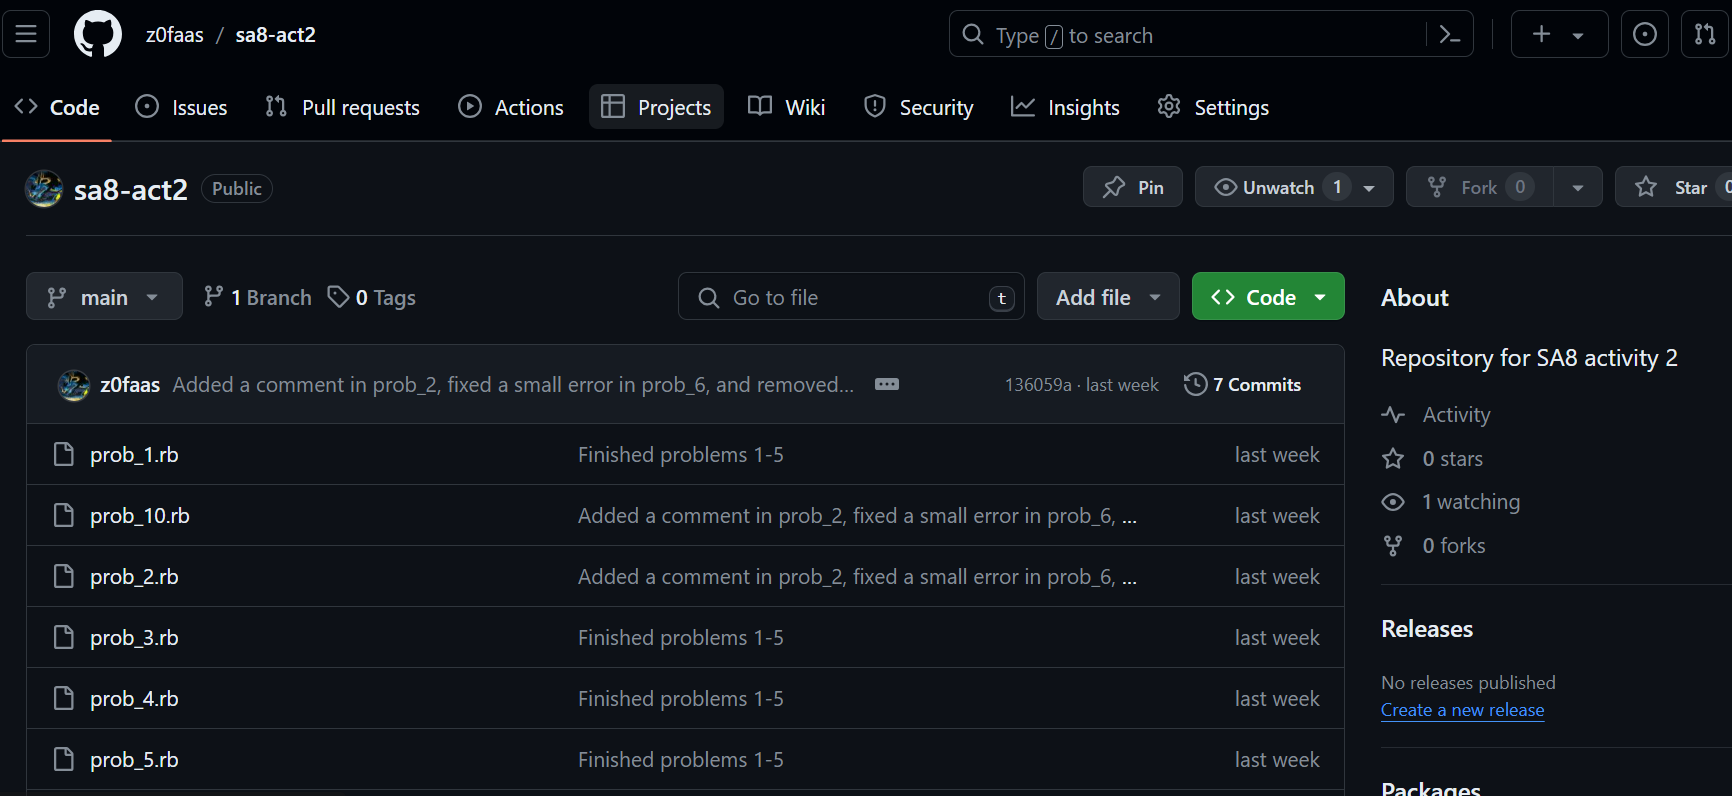 z0faas / sa8-act2 Type / to search
Code Issues Pull requests Actions Projects Wiki Security Insights Settings
sa8-act2 Public Pin Unwatch 1 Fork 0 Star 0
main 1 Branch 0 Tags Go to file t Add file Code About
Repository for SA8 activity 2
z0faas Added a comment in prob_2, fixed a small error in prob_6, and removed... 136059a · last week 7 Commits
Activity
prob_1.rb Finished problems 1-5 last week
0 stars
1 watching
prob_10.rb Added a comment in prob_2, fixed a small error in prob_6, ... last week
0 forks
prob_2.rb Added a comment in prob_2, fixed a small error in prob_6, ... last week
prob_3.rb Finished problems 1-5 last week
Releases
No releases published
prob_4.rb Finished problems 1-5 last week
Create a new release
prob_5.rb Finished problems 1-5 last week
Packages